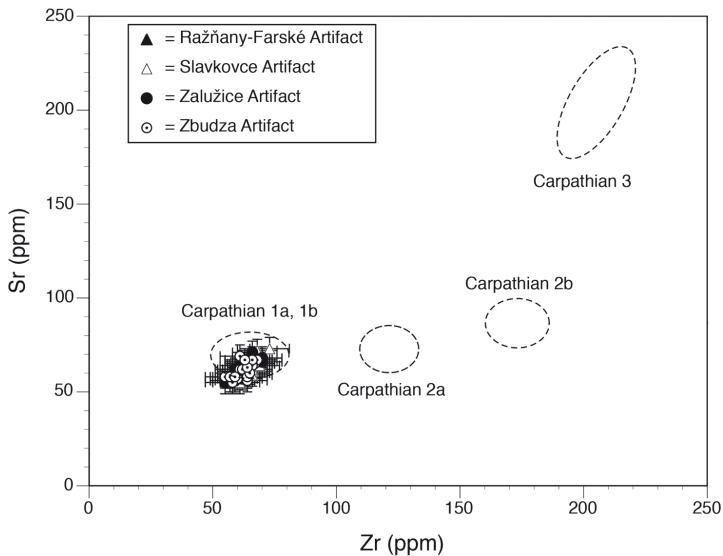 250
= Ražňany-Farské Artifact
= Slavkovce Artifact
= Zalužice Artifact
= Zbudza Artifact
200
Carpathian 3
150
Sr (ppm)
Carpathian 2b
100
Carpathian 1a, 1b
Carpathian 2a
50
0
0 50 100 150 200 250
Zr (ppm)